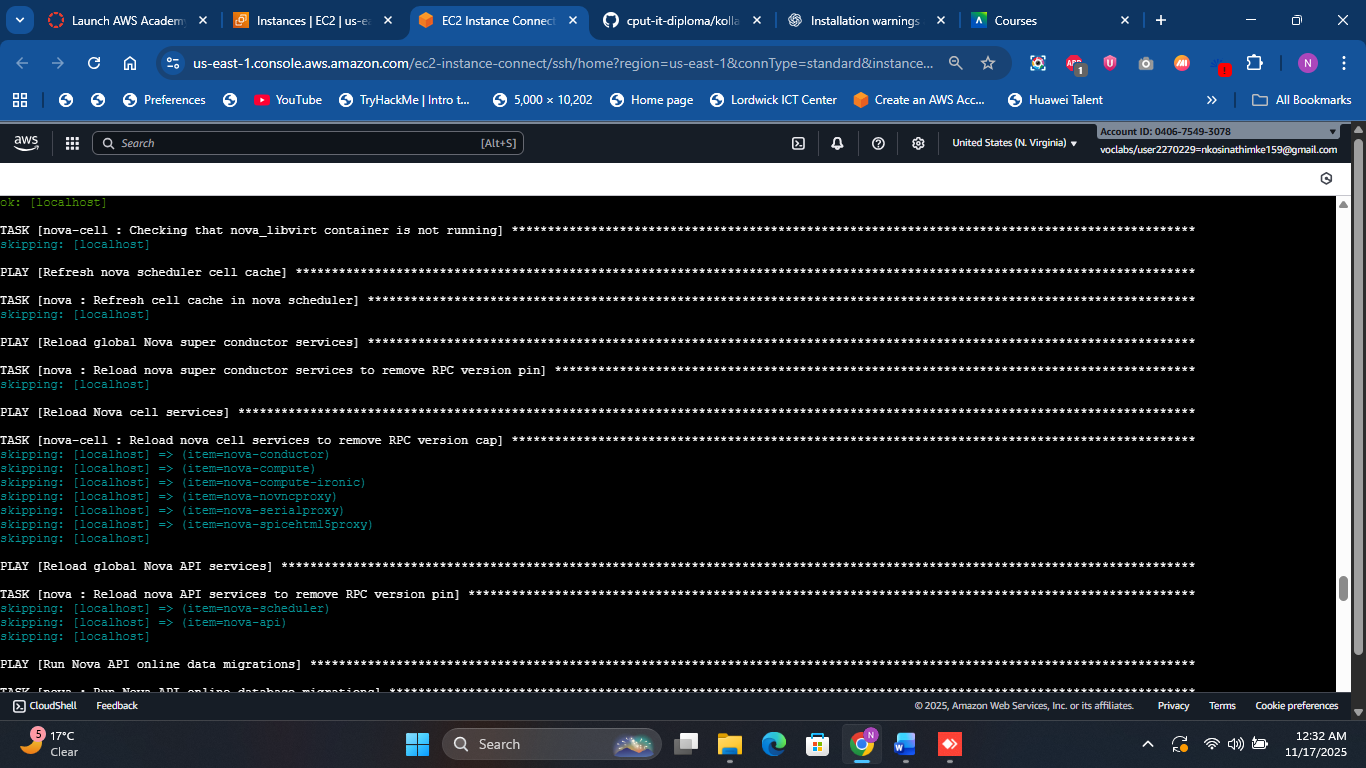 Launch AWS Academy
Instances | EC2 | us-ea
EC2 Instance Connect
cput-it-diploma/kolla
Installation warnings
Courses
us-east-1.console.aws.amazon.com/ec2-instance-connect/ssh/home?region=us-east-1&connType=standard&instance...
1
N
Preferences
YouTube
TryHackMe | Intro t...
5,000 × 10,202
Home page
Lordwick ICT Center
Create an AWS Acc...
Huawei Talent
»
All Bookmarks
aws
Search
[Alt+S]
United States (N. Virginia)
Account ID: 0406-7549-3078
voclabs/user2270229=nkosinathimke159@gmail.com
ok: [localhost]
TASK [nova-cell : Checking that nova_libvirt container is not running] ***********************************************************************************************
skipping: [localhost]
PLAY [Refresh nova scheduler cell cache] *****************************************************************************************************************************
TASK [nova : Refresh cell cache in nova scheduler] *******************************************************************************************************************
skipping: [localhost]
PLAY [Reload global Nova super conductor services] *******************************************************************************************************************
TASK [nova : Reload nova super conductor services to remove RPC version pin] *****************************************************************************************
skipping: [localhost]
PLAY [Reload Nova cell services] *************************************************************************************************************************************
TASK [nova-cell : Reload nova cell services to remove RPC version cap] ***********************************************************************************************
skipping: [localhost] => (item=nova-conductor)
skipping: [localhost] => (item=nova-compute)
skipping: [localhost] => (item=nova-compute-ironic)
skipping: [localhost] => (item=nova-novncproxy)
skipping: [localhost] => (item=nova-serialproxy)
skipping: [localhost] => (item=nova-spicehtml5proxy)
skipping: [localhost]
PLAY [Reload global Nova API services] *******************************************************************************************************************************
TASK [nova : Reload nova API services to remove RPC version pin] *****************************************************************************************************
skipping: [localhost] => (item=nova-scheduler)
skipping: [localhost] => (item=nova-api)
skipping: [localhost]
PLAY [Run Nova API online data migrations] ***************************************************************************************************************************
TASK [nova : Run Nova API online database migrations] ****************************************************************************************************************
CloudShell
Feedback
© 2025, Amazon Web Services, Inc. or its affiliates.
Privacy
Terms
Cookie preferences
5
17°C
Clear
Search
N
12:32 AM
11/17/2025